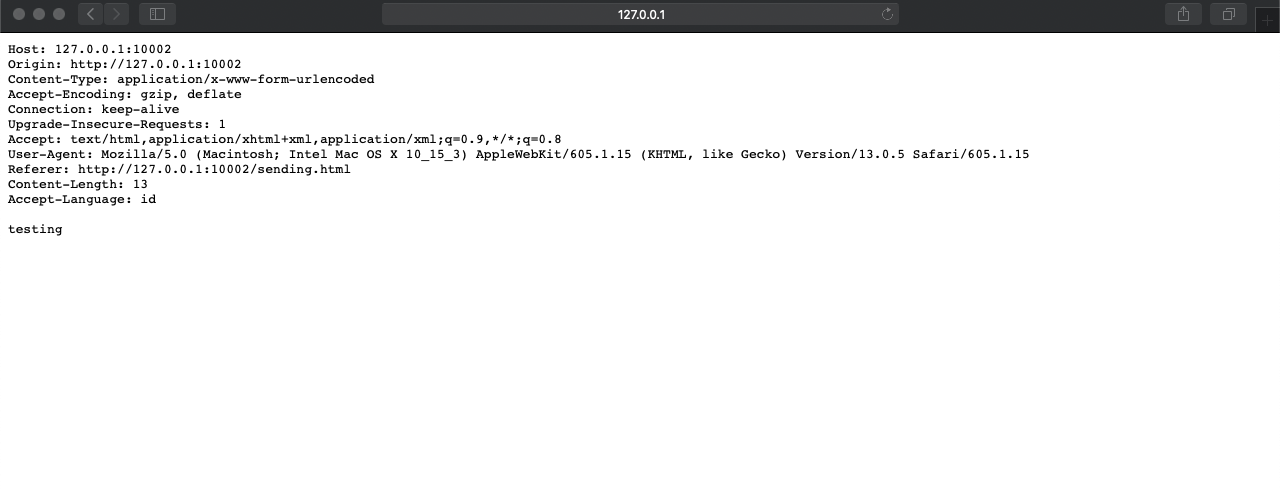 127.0.0.1
Host: 127.0.0.1:10002
Origin: http://127.0.0.1:10002
Content-Type: application/x-www-form-urlencoded
Accept-Encoding: gzip, deflate
Connection: keep-alive
Upgrade-Insecure-Requests: 1
Accept: text/html,application/xhtml+xml,application/xml;q=0.9,*/*;q=0.8
User-Agent: Mozilla/5.0 (Macintosh; Intel Mac OS X 10_15_3) AppleWebKit/605.1.15 (KHTML, like Gecko) Version/13.0.5 Safari/605.1.15
Referer: http://127.0.0.1:10002/sending.html
Content-Length: 13
Accept-Language: id
testing